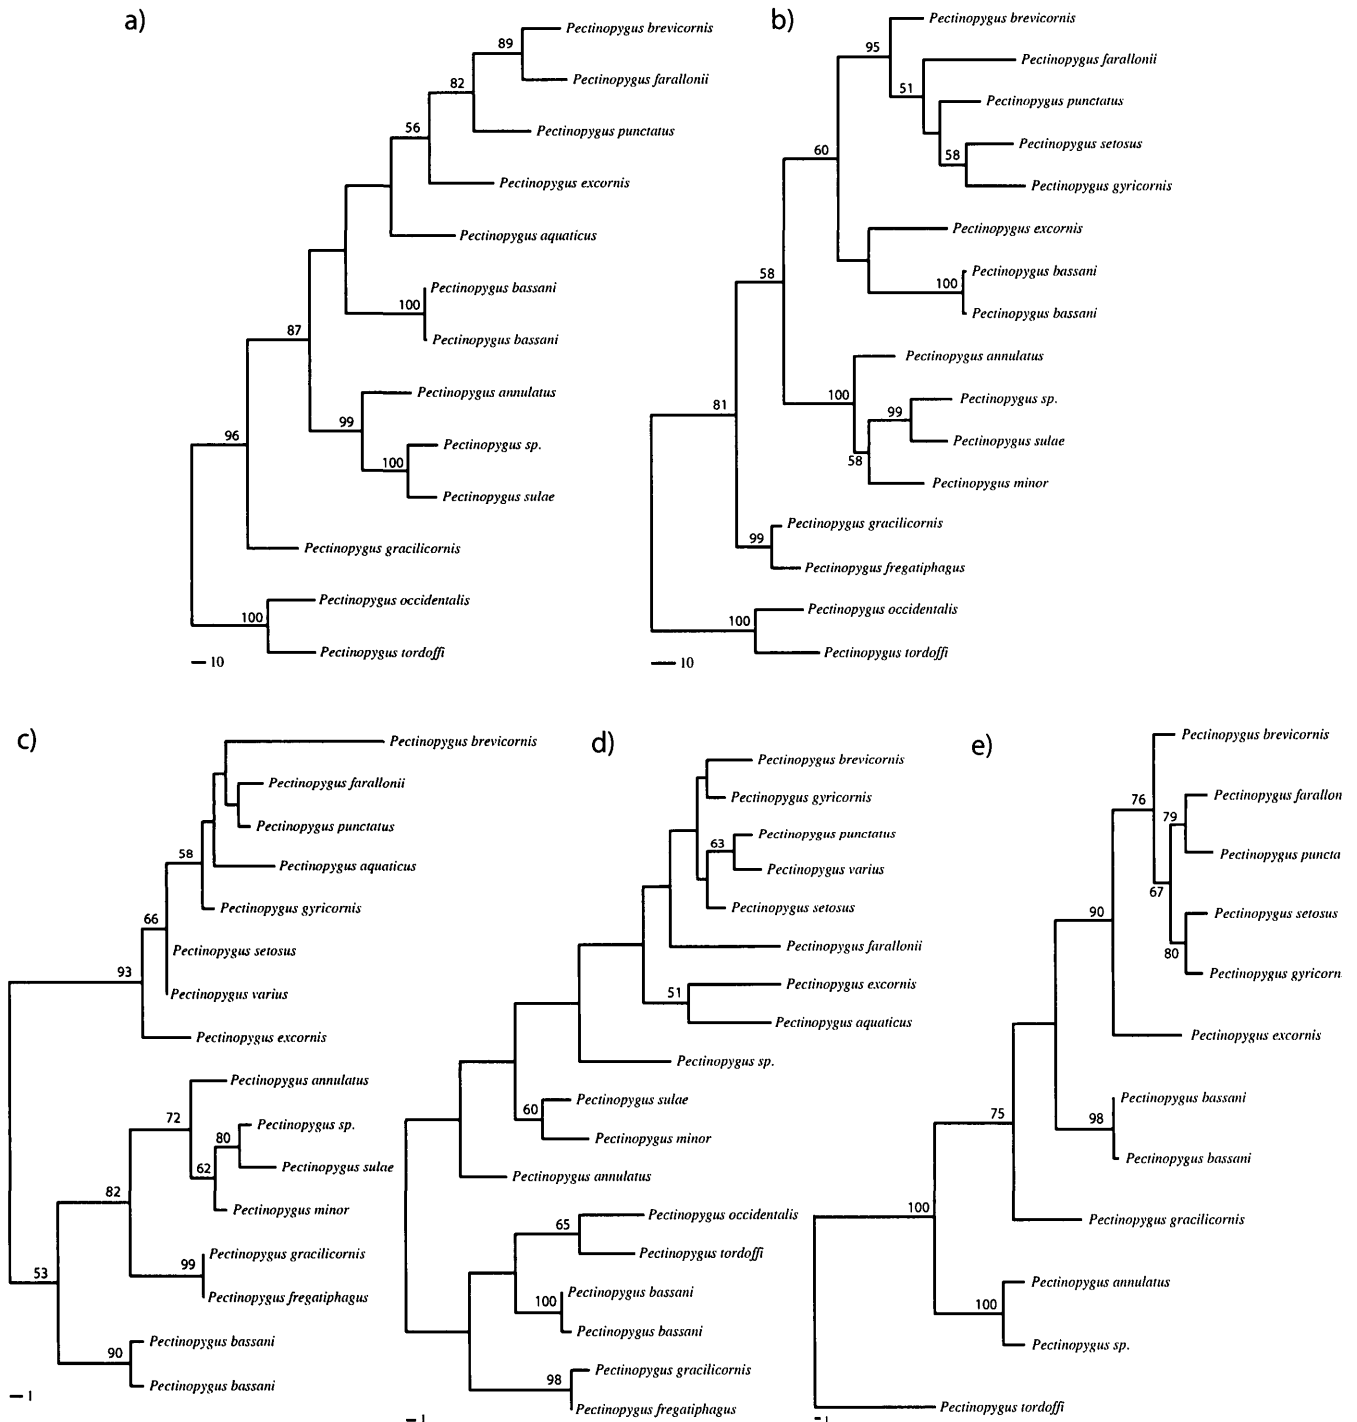 a)
89
Pectinopygus brevicornis
Pectinopygus farallonii
82
Pectinopygus punctatus
56
Pectinopygus excornis
Pectinopygus aquaticus
Pectinopygus bassani
100
Pectinopygus bassani
87
Pectinopygus annulatus
99
Pectinopygus sp.
100
Pectinopygus sulae
96
Pectinopygus gracilicornis
Pectinopygus occidentalis
100
Pectinopygus tordoffi
10
b)
Pectinopygus brevicornis
95
Pectinopygus farallonii
51
Pectinopygus punctatus
Pectinopygus setosus
58
Pectinopygus gyricornis
60
Pectinopygus excornis
Pectinopygus bassani
100
Pectinopygus bassani
58
Pectinopygus annulatus
100
Pectinopygus sp.
99
Pectinopygus sulae
58
Pectinopygus minor
81
Pectinopygus gracilicornis
99
Pectinopygus fregatiphagus
Pectinopygus occidentalis
100
Pectinopygus tordoffi
10
c)
Pectinopygus brevicornis
Pectinopygus farallonii
Pectinopygus punctatus
58
Pectinopygus aquaticus
Pectinopygus gyricornis
66
Pectinopygus setosus
93
Pectinopygus varius
Pectinopygus excornis
Pectinopygus annulatus
72
Pectinopygus sp.
80
Pectinopygus sulae
62
Pectinopygus minor
82
Pectinopygus gracilicornis
99
Pectinopygus fregatiphagus
53
Pectinopygus bassani
90
Pectinopygus bassani
1
d)
Pectinopygus brevicornis
Pectinopygus gyricornis
Pectinopygus punctatus
63
Pectinopygus varius
Pectinopygus setosus
Pectinopygus farallonii
Pectinopygus excornis
51
Pectinopygus aquaticus
Pectinopygus sp.
Pectinopygus sulae
60
Pectinopygus minor
Pectinopygus annulatus
Pectinopygus occidentalis
65
Pectinopygus tordoffi
Pectinopygus bassani
100
Pectinopygus bassani
Pectinopygus gracilicornis
98
Pectinopygus fregatiphagus
1
e)
Pectinopygus brevicornis
76
Pectinopygus farallon
79
Pectinopygus puncta
67
Pectinopygus setosus
80
Pectinopygus gyricorn
90
Pectinopygus excornis
Pectinopygus bassani
98
Pectinopygus bassani
75
Pectinopygus gracilicornis
100
Pectinopygus annulatus
100
Pectinopygus sp.
Pectinopygus tordoffi
1